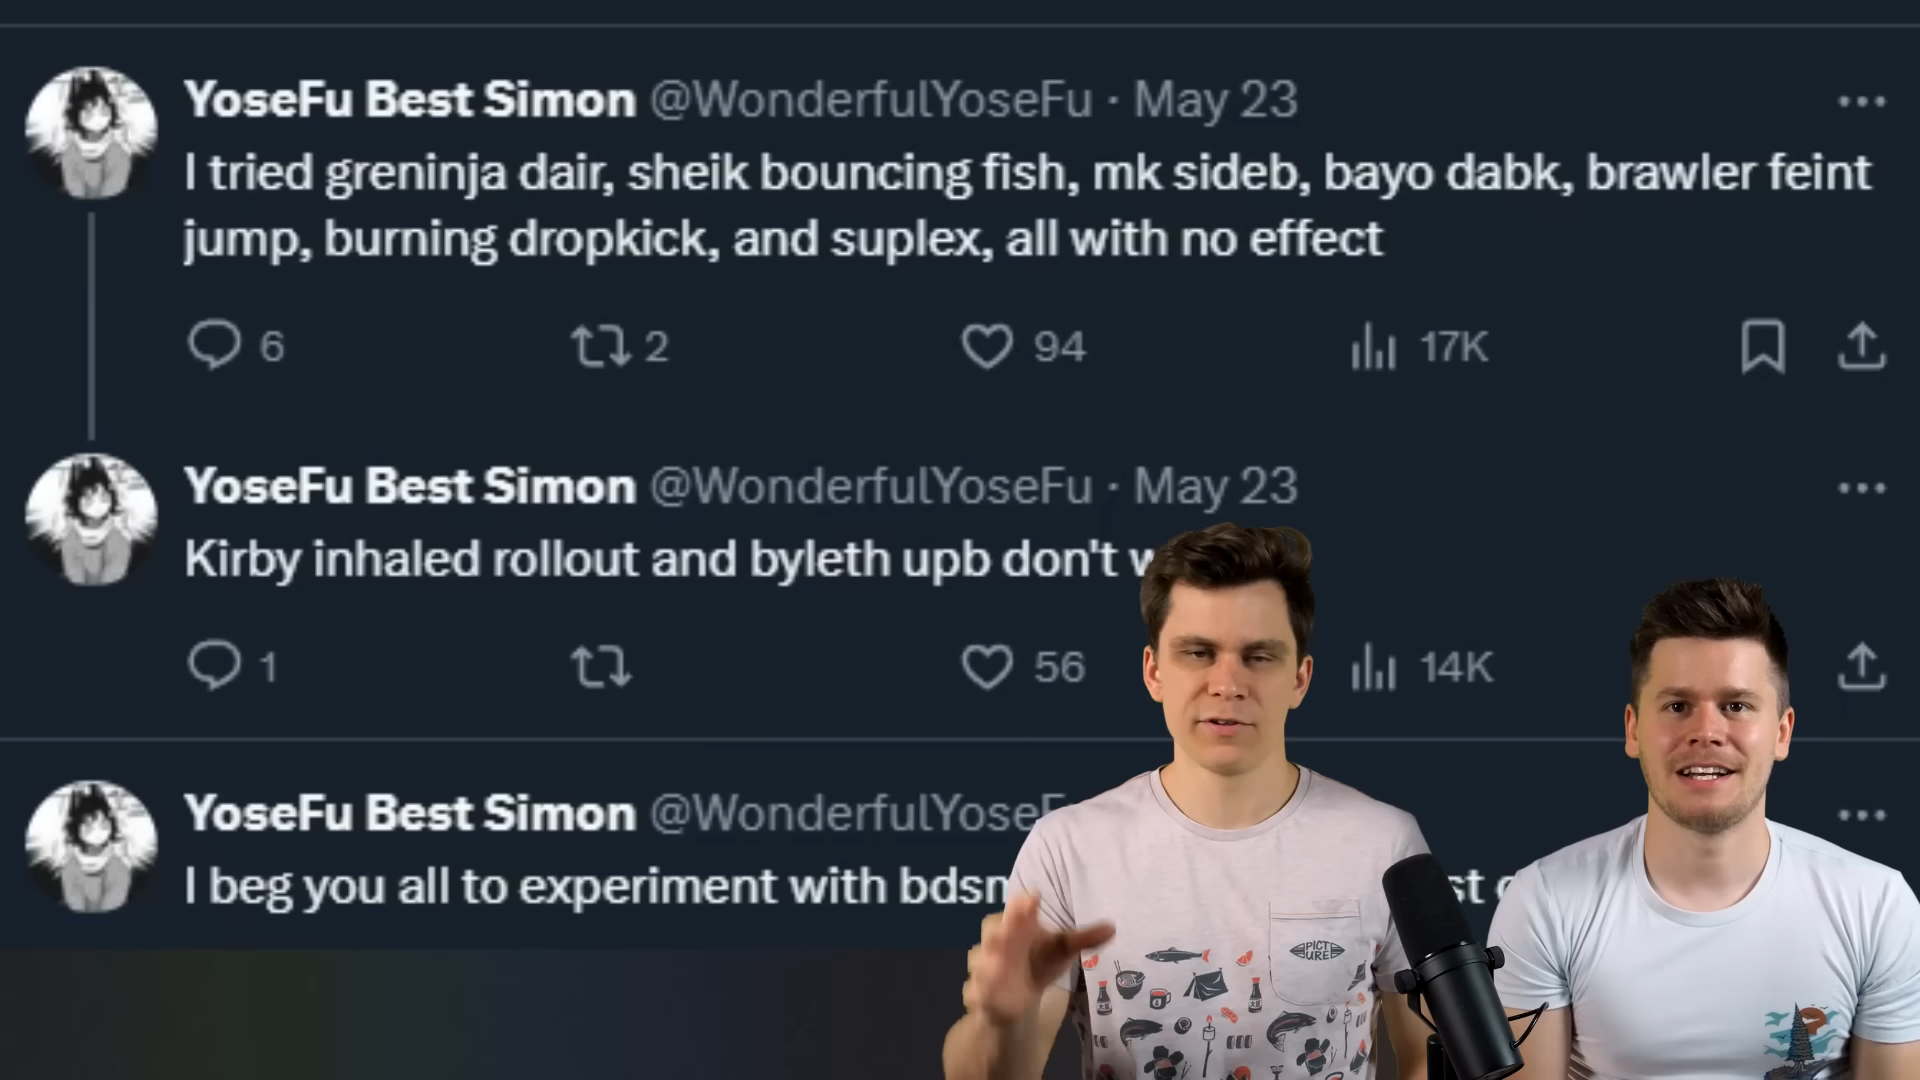 YoseFu Best Simon @WonderfulYoseFu · May 23
I tried greninja dair, sheik bouncing fish, mk sideb, bayo dabk, brawler feint
jump, burning dropkick, and suplex, all with no effect
6 2 94 17K
YoseFu Best Simon @WonderfulYoseFu · May 23
Kirby inhaled rollout and byleth upb don't
1 56 14K
YoseFu Best Simon
I beg you all to experiment with
PICT
URE